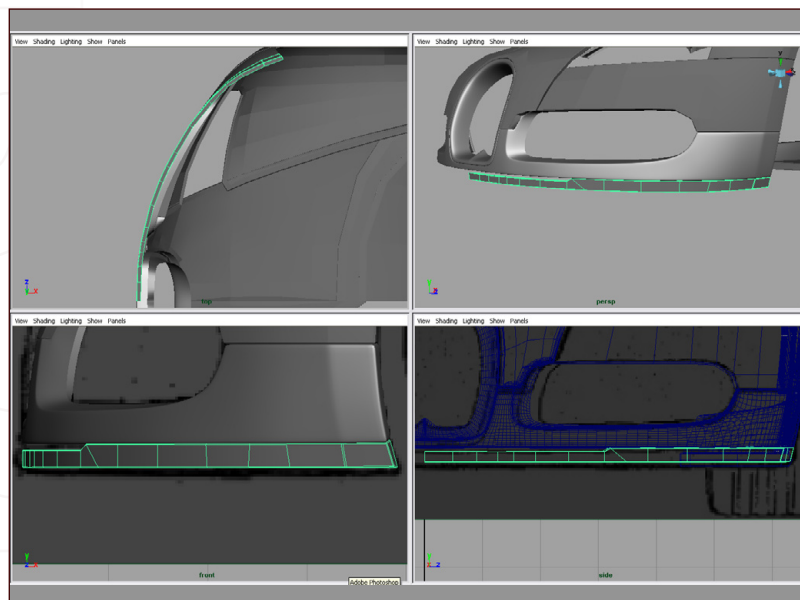 View Shading Lighting Show Panels
View Shading Lighting Show Panels
y
z
x
top
persp
View Shading Lighting Show Panels
View Shading Lighting Show Panels
y
z x
front
Adobe Photoshop
y
x z
side